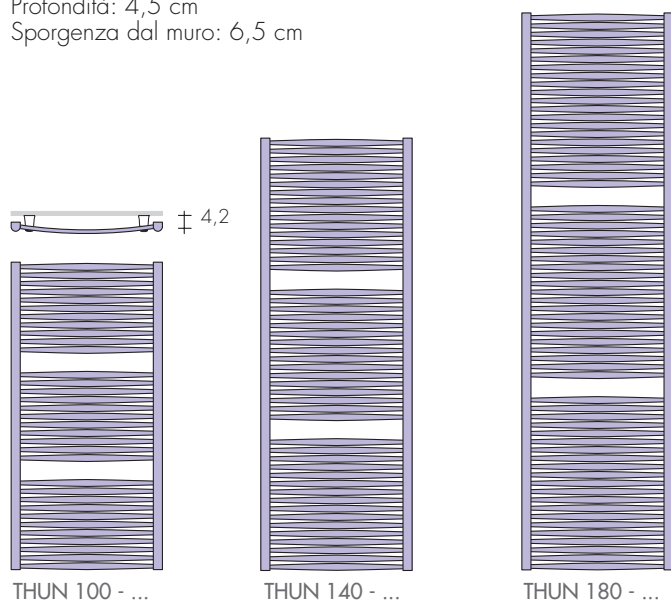 Profondità: 4,5 cm
Sporgenza dal muro: 6,5 cm
4,2
THUN 100 - ...
THUN 140 - ...
THUN 180 - ...